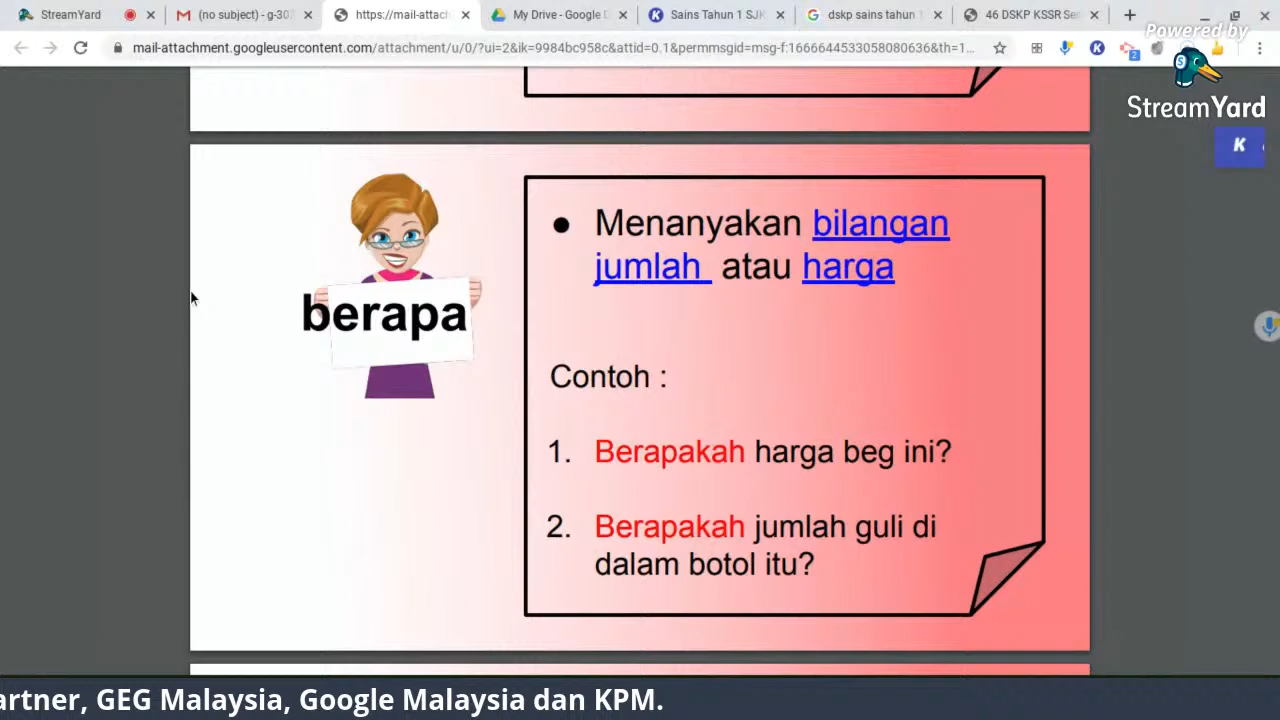 StreamYard
(no subject) - g-307
https://mail-attach
My Drive - Google D
Sains Tahun 1 SJK
dskp sains tahun 1
46 DSKP KSSR Se
mail-attachment.googleusercontent.com/attachment/u/0/?ui=2&ik=9984bc958c&attid=0.1&permmsgid=msg-f:1666644533058080636&th=1...
2
Powered by
StreamYard
K
berapa
● Menanyakan bilangan
jumlah atau harga
Contoh :
1. Berapakah harga beg ini?
2. Berapakah jumlah guli di
dalam botol itu?
artner, GEG Malaysia, Google Malaysia dan KPM.